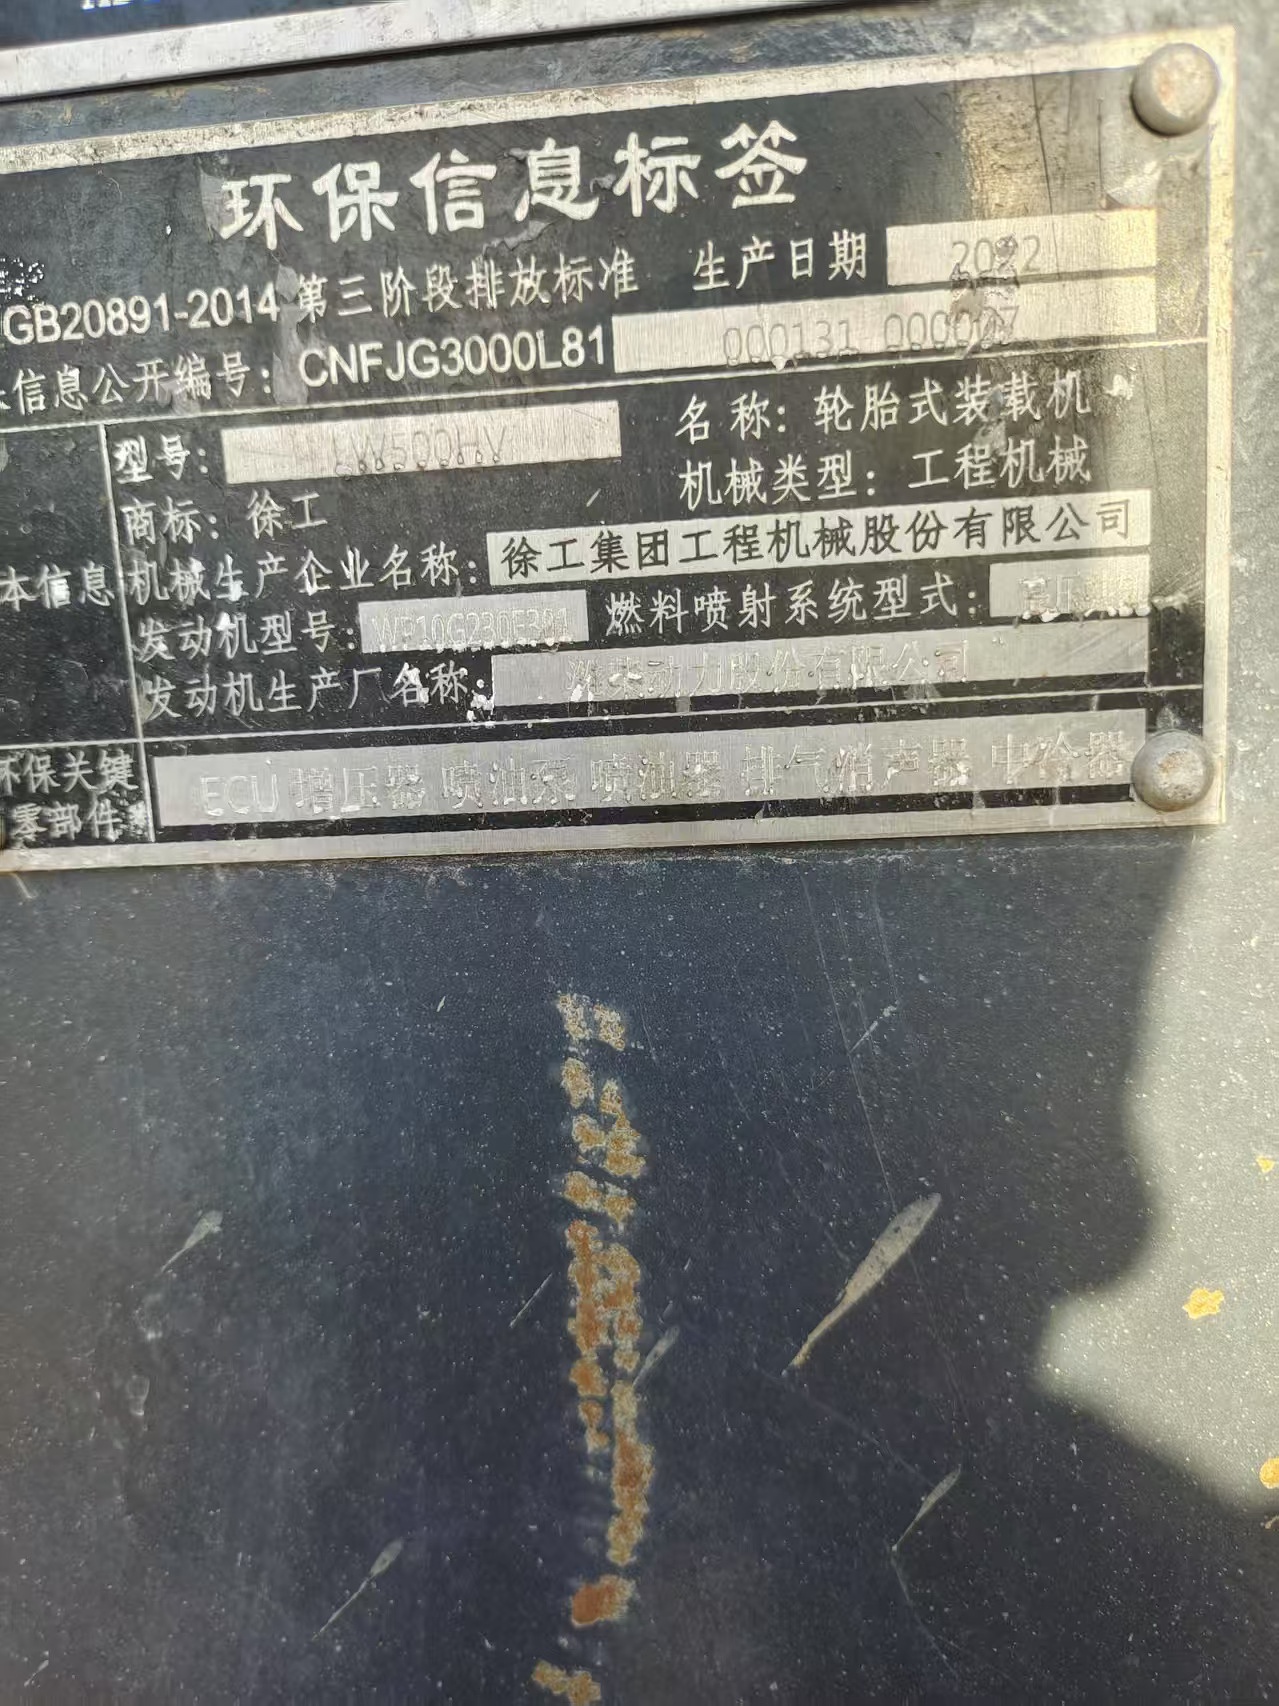 环保信息标签
GB20891-2014 第三阶段排放标准 生产日期 2022
信息公开编号：CNFJG3000L81 000131 000007
型号：LW500HV 名称：轮胎式装载机
商标：徐工 机械类型：工程机械
本信息 机械生产企业名称：徐工集团工程机械股份有限公司
发动机型号：WP10G230E301 燃料喷射系统型式：高压
发动机生产厂名称：潍柴动力股份有限公司
环保关键
零部件 ECU 增压器 喷油泵 喷油器 排气消声器 中冷器